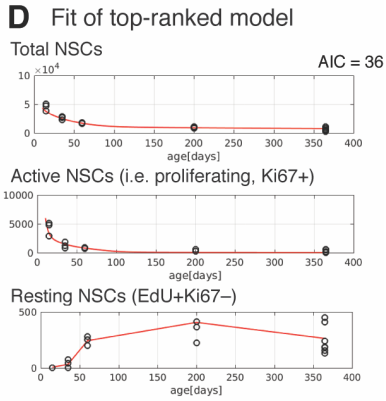 D Fit of top-ranked model
Total NSCs
AIC = 36
×10⁴
10
5
0
0 50 100 150 200 250 300 350 400
age[days]
Active NSCs (i.e. proliferating, Ki67+)
10000
5000
0
0 50 100 150 200 250 300 350 400
age[days]
Resting NSCs (EdU+Ki67–)
500
0
0 50 100 150 200 250 300 350 400
age[days]